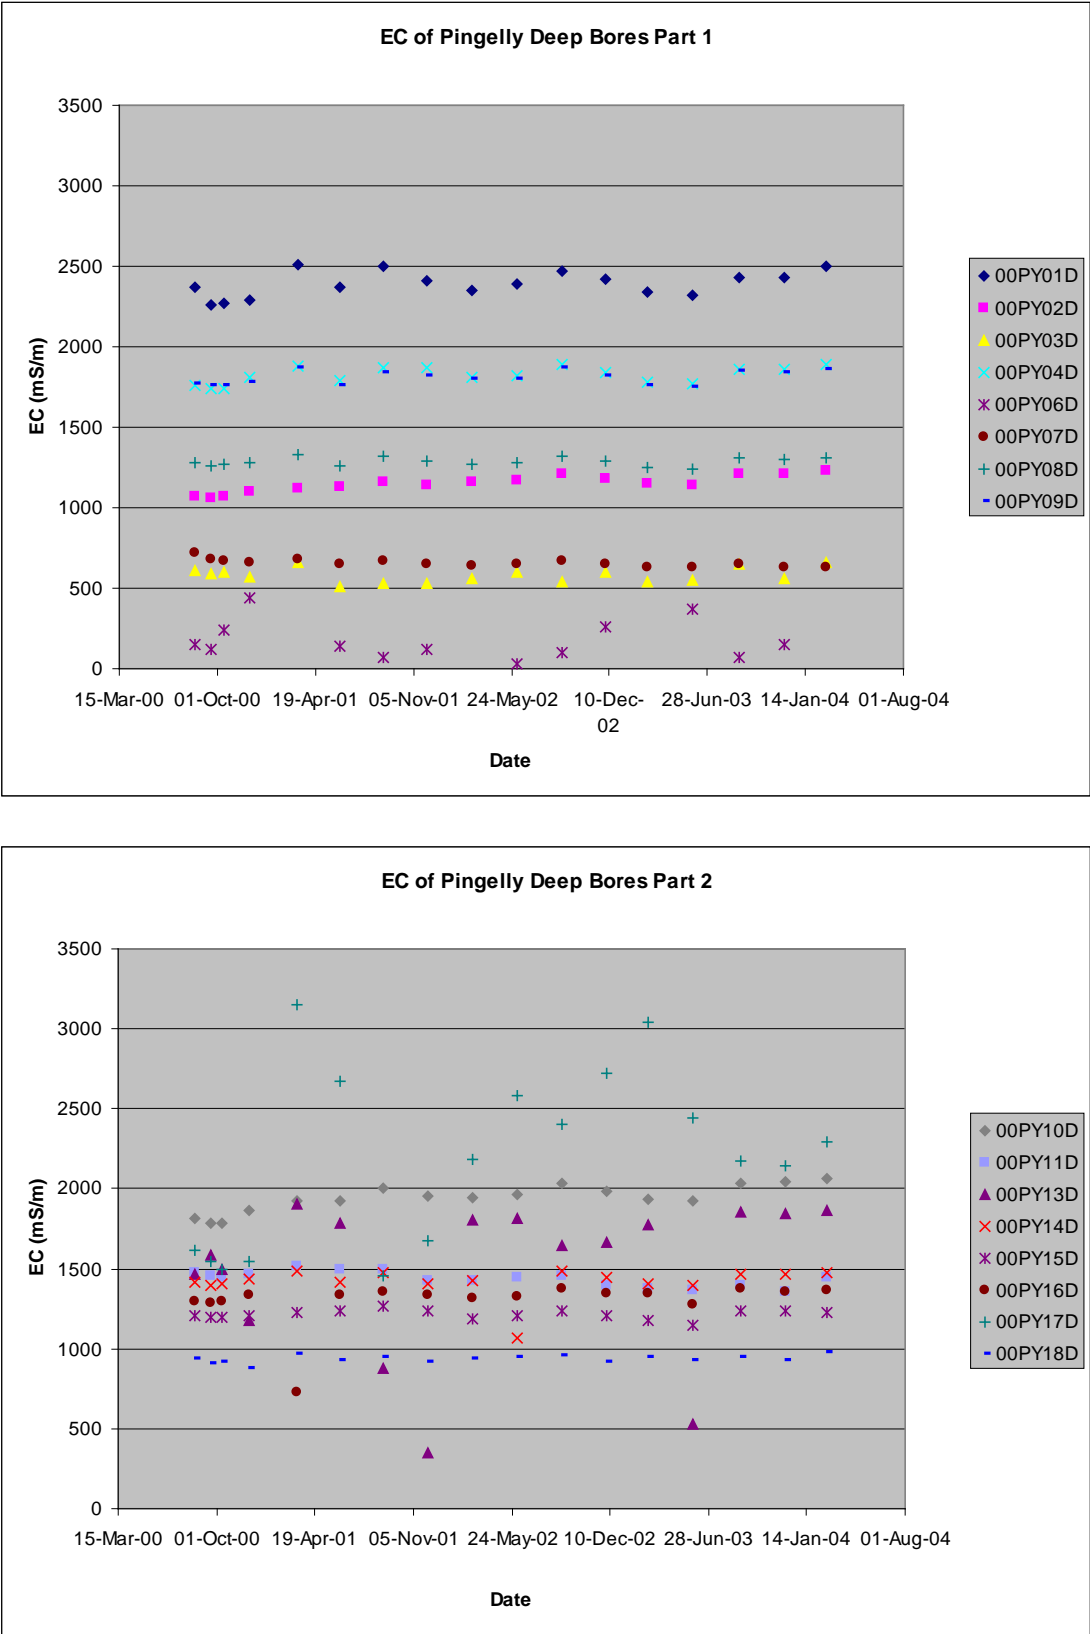 EC of Pingelly Deep Bores Part 1
3500
3000
2500
2000
1500
1000
500
0
EC (mS/m)
15-Mar-00 01-Oct-00 19-Apr-01 05-Nov-01 24-May-02 10-Dec-02 28-Jun-03 14-Jan-04 01-Aug-04
Date
00PY01D
00PY02D
00PY03D
00PY04D
00PY06D
00PY07D
00PY08D
00PY09D
EC of Pingelly Deep Bores Part 2
3500
3000
2500
2000
1500
1000
500
0
EC (mS/m)
15-Mar-00 01-Oct-00 19-Apr-01 05-Nov-01 24-May-02 10-Dec-02 28-Jun-03 14-Jan-04 01-Aug-04
Date
00PY10D
00PY11D
00PY13D
00PY14D
00PY15D
00PY16D
00PY17D
00PY18D